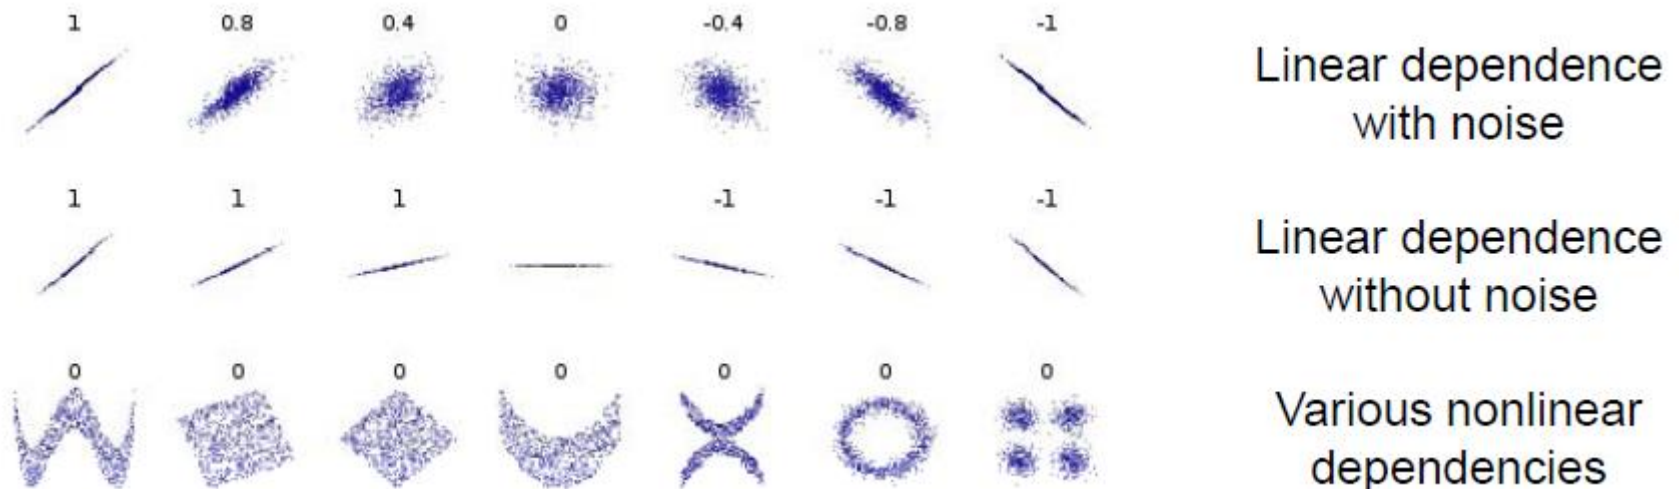 1 0.8 0.4 0 -0.4 -0.8 -1
Linear dependence
with noise
1 1 1 -1 -1 -1
Linear dependence
without noise
0 0 0 0 0 0 0
Various nonlinear
dependencies